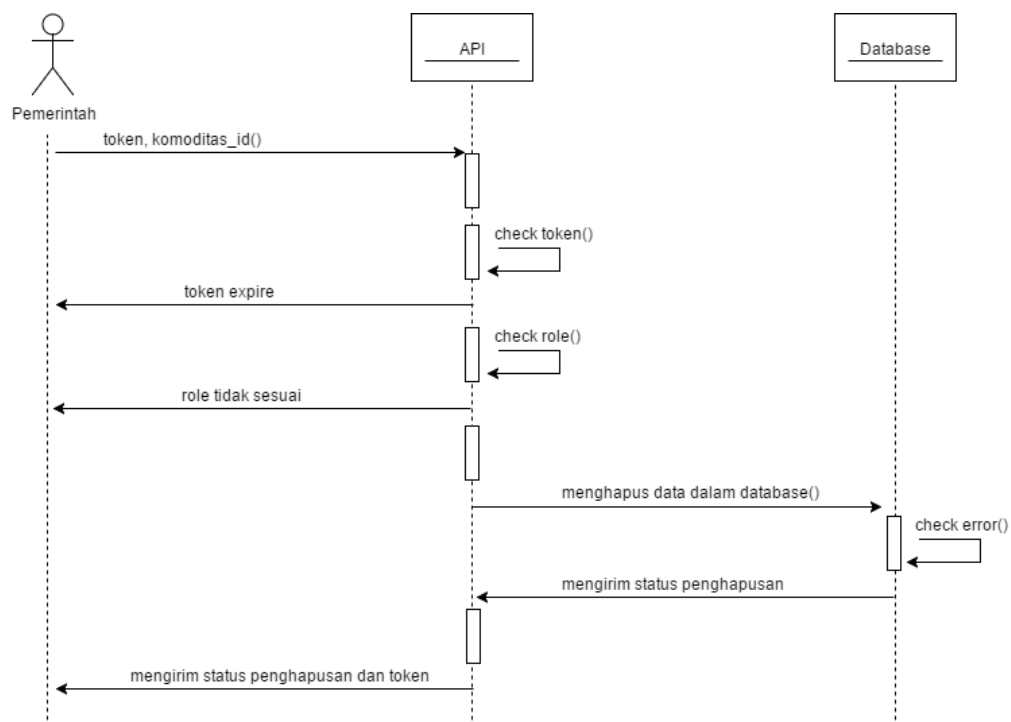 API
Database
Pemerintah
token, komoditas_id()
check token()
token expire
check role()
role tidak sesuai
menghapus data dalam database()
check error()
mengirim status penghapusan
mengirim status penghapusan dan token